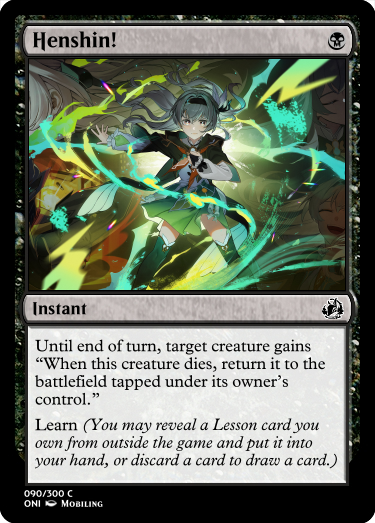 Henshin!
Instant
Until end of turn, target creature gains
“When this creature dies, return it to the
battlefield tapped under its owner’s
control.”
Learn (You may reveal a Lesson card you
own from outside the game and put it into
your hand, or discard a card to draw a card.)
090/300 C
ONI Mobiling